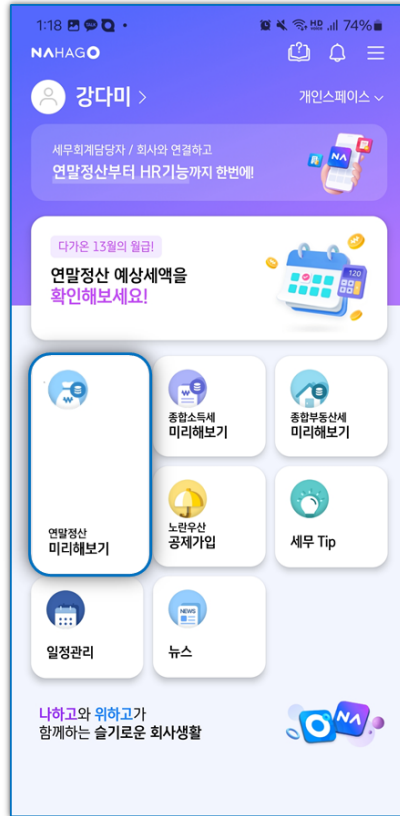 1:18
74%
NAHAGO
강다미 >
개인스페이스
세무회계담당자 / 회사와 연결하고
연말정산부터 HR기능까지 한번에!
NA
다가온 13월의 월급!
연말정산 예상세액을
확인해보세요!
120
연말정산
미리해보기
종합소득세
미리해보기
종합부동산세
미리해보기
노란우산
공제가입
세무 Tip
일정관리
NEWS
뉴스
나하고와 위하고가
함께하는 슬기로운 회사생활
NA